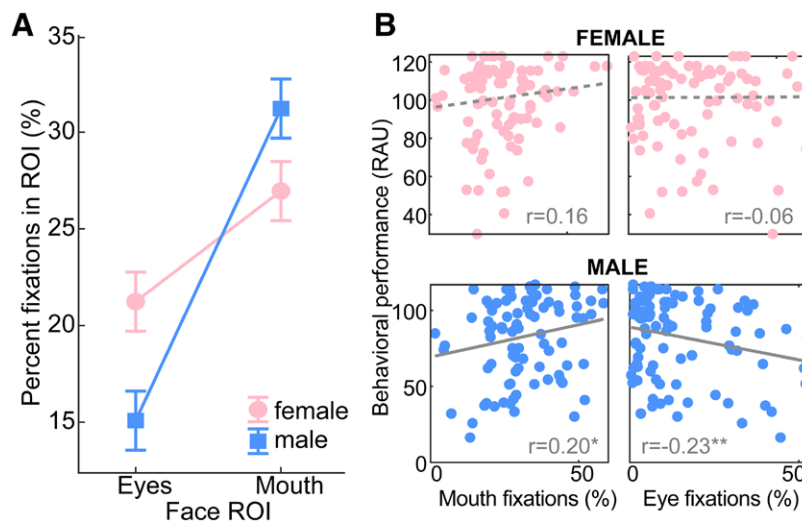 A
Percent fixations in ROI (%)
35
30
25
20
15
Eyes
Mouth
Face ROI
female
male
B
Behavioral performance (RAU)
FEMALE
120
100
80
60
40
r=0.16
r=-0.06
MALE
100
50
0
r=0.20*
r=-0.23**
0
50
0
50
Mouth fixations (%)
Eye fixations (%)